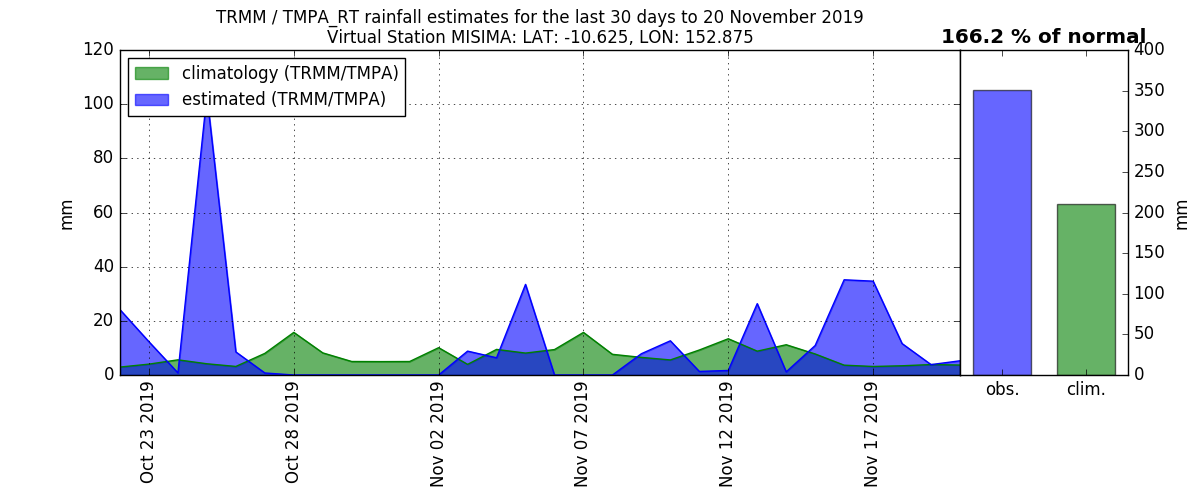 TRMM / TMPA_RT rainfall estimates for the last 30 days to 20 November 2019
Virtual Station MISIMA: LAT: -10.625, LON: 152.875
166.2 % of normal
climatology (TRMM/TMPA)
estimated (TRMM/TMPA)
mm
120
100
80
60
40
20
0
Oct 23 2019
Oct 28 2019
Nov 02 2019
Nov 07 2019
Nov 12 2019
Nov 17 2019
obs.
clim.
400
350
300
250
200
150
100
50
0
mm